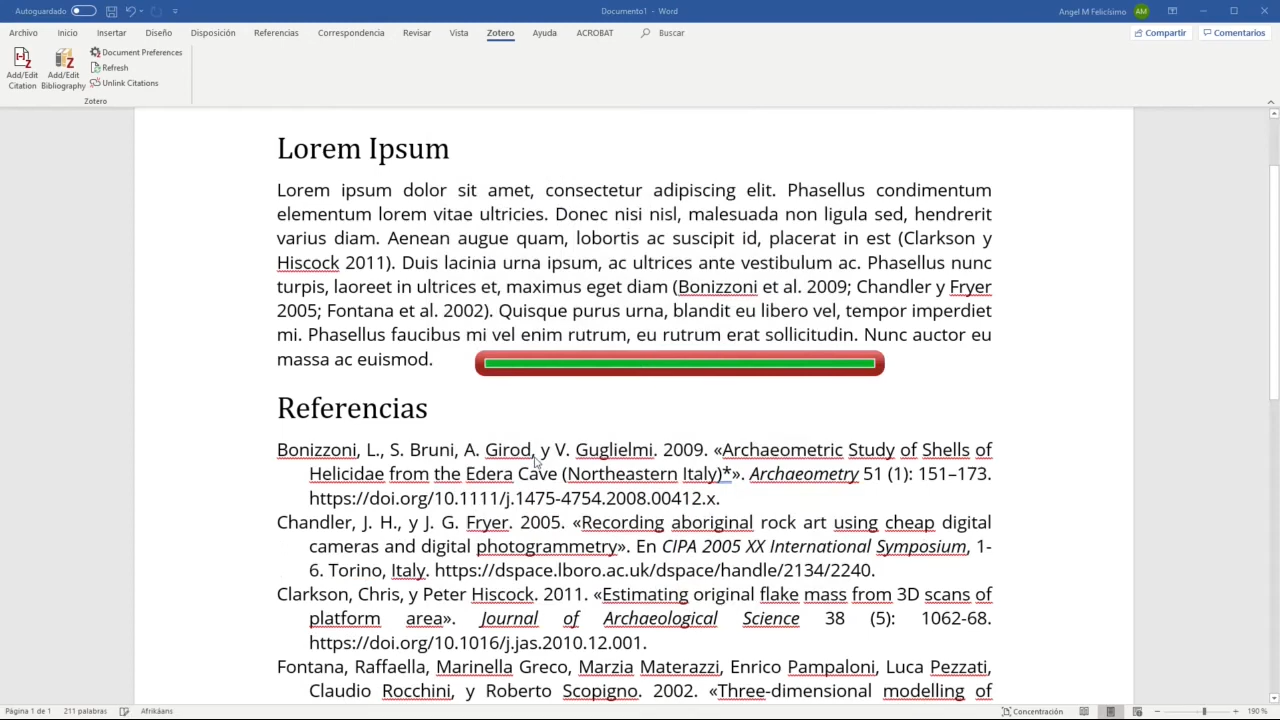 Autoguardado
Documento1 - Word
Angel M Felicísimo
AM
Archivo Inicio Insertar Diseño Disposición Referencias Correspondencia Revisar Vista Zotero Ayuda ACROBAT Buscar
Compartir Comentarios
Add/Edit Citation
Add/Edit Bibliography
Document Preferences
Refresh
Unlink Citations
Zotero
Lorem Ipsum
Lorem ipsum dolor sit amet, consectetur adipiscing elit. Phasellus condimentum
elementum lorem vitae ultricies. Donec nisi nisl, malesuada non ligula sed, hendrerit
varius diam. Aenean augue quam, lobortis ac suscipit id, placerat in est (Clarkson y
Hiscock 2011). Duis lacinia urna ipsum, ac ultrices ante vestibulum ac. Phasellus nunc
turpis, laoreet in ultrices et, maximus eget diam (Bonizzoni et al. 2009; Chandler y Fryer
2005; Fontana et al. 2002). Quisque purus urna, blandit eu libero vel, tempor imperdiet
mi. Phasellus faucibus mi vel enim rutrum, eu rutrum erat sollicitudin. Nunc auctor eu
massa ac euismod.
Referencias
Bonizzoni, L., S. Bruni, A. Girod, y V. Guglielmi. 2009. «Archaeometric Study of Shells of
Helicidae from the Edera Cave (Northeastern Italy)*». Archaeometry 51 (1): 151–173.
https://doi.org/10.1111/j.1475-4754.2008.00412.x.
Chandler, J. H., y J. G. Fryer. 2005. «Recording aboriginal rock art using cheap digital
cameras and digital photogrammetry». En CIPA 2005 XX International Symposium, 1-
6. Torino, Italy. https://dspace.lboro.ac.uk/dspace/handle/2134/2240.
Clarkson, Chris, y Peter Hiscock. 2011. «Estimating original flake mass from 3D scans of
platform area». Journal of Archaeological Science 38 (5): 1062-68.
https://doi.org/10.1016/j.jas.2010.12.001.
Fontana, Raffaella, Marinella Greco, Marzia Materazzi, Enrico Pampaloni, Luca Pezzati,
Claudio Rocchini, y Roberto Scopigno. 2002. «Three-dimensional modelling of
Página 1 de 1 211 palabras Afrikáans
Concentración
190 %